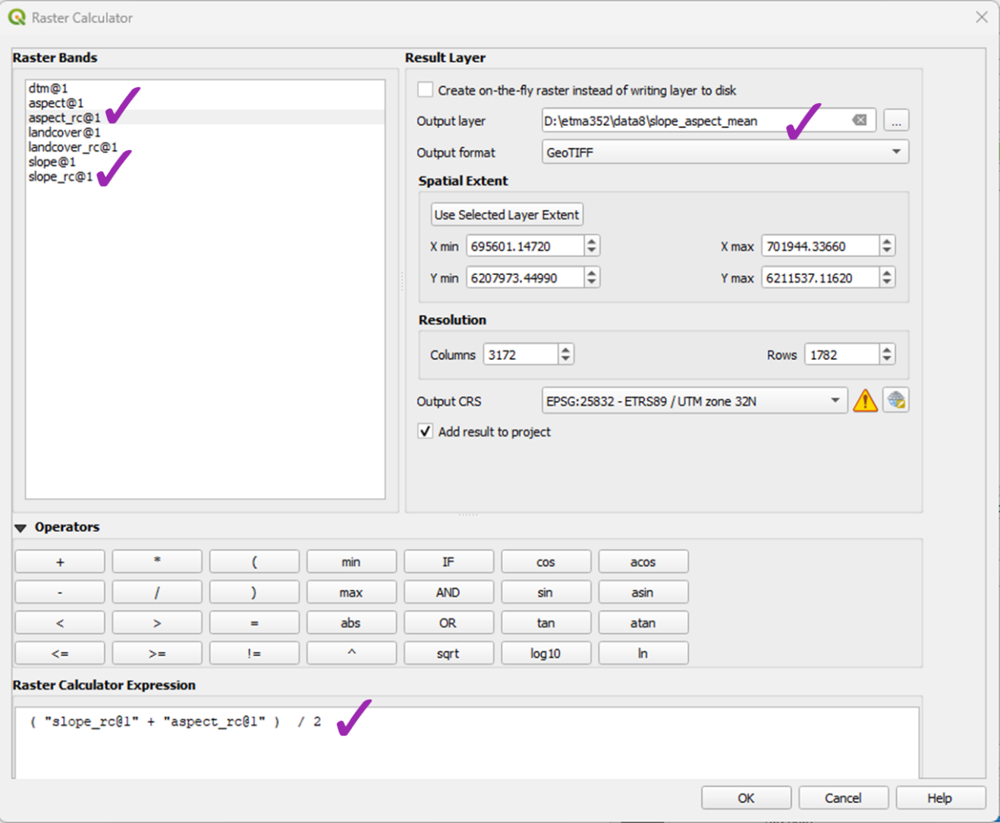 Raster Calculator
Raster Bands
dtm@1
aspect@1
aspect_rc@1
landcover@1
landcover_rc@1
slope@1
slope_rc@1
Result Layer
Create on-the-fly raster instead of writing layer to disk
Output layer D:\etma352\data8\slope_aspect_mean ...
Output format GeoTIFF
Spatial Extent
Use Selected Layer Extent
X min 695601.14720 X max 701944.33660
Y min 6207973.44990 Y max 6211537.11620
Resolution
Columns 3172 Rows 1782
Output CRS EPSG:25832 - ETRS89 / UTM zone 32N
Add result to project
Operators
+ * ( min IF cos acos
- / ) max AND sin asin
< > = abs OR tan atan
<= >= != ^ sqrt log10 ln
Raster Calculator Expression
( "slope_rc@1" + "aspect_rc@1" ) / 2
OK Cancel Help